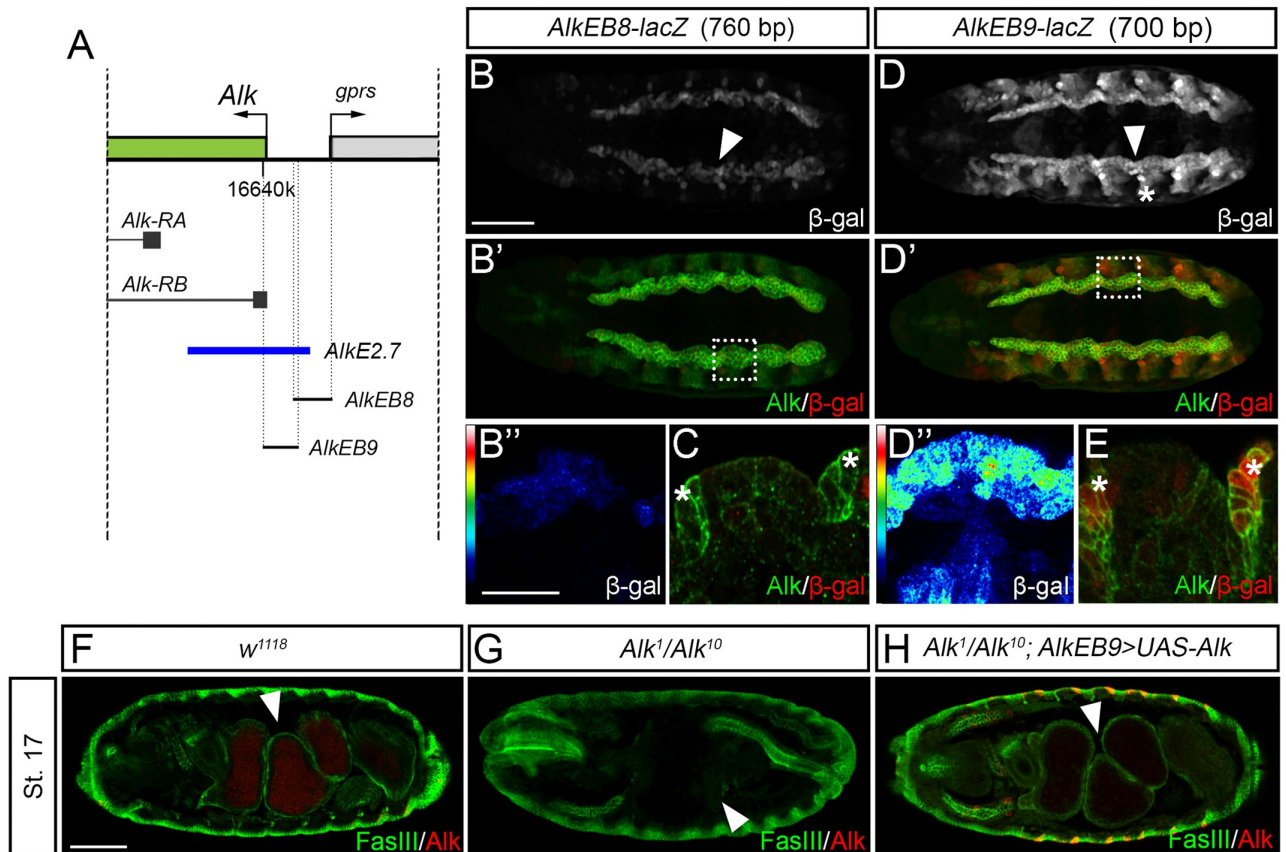 A
Alk
gprs
16640k
Alk-RA
Alk-RB
AlkE2.7
AlkEB8
AlkEB9
AlkEB8-lacZ (760 bp)
AlkEB9-lacZ (700 bp)
B
β-gal
D
*
β-gal
B’
Alk/β-gal
D’
Alk/β-gal
B’’
β-gal
C
* *
Alk/β-gal
D’’
β-gal
E
* *
Alk/β-gal
St. 17
F
w¹¹¹⁸
FasIII/Alk
G
Alk¹/Alk¹⁰
FasIII/Alk
H
Alk¹/Alk¹⁰; AlkEB9>UAS-Alk
FasIII/Alk